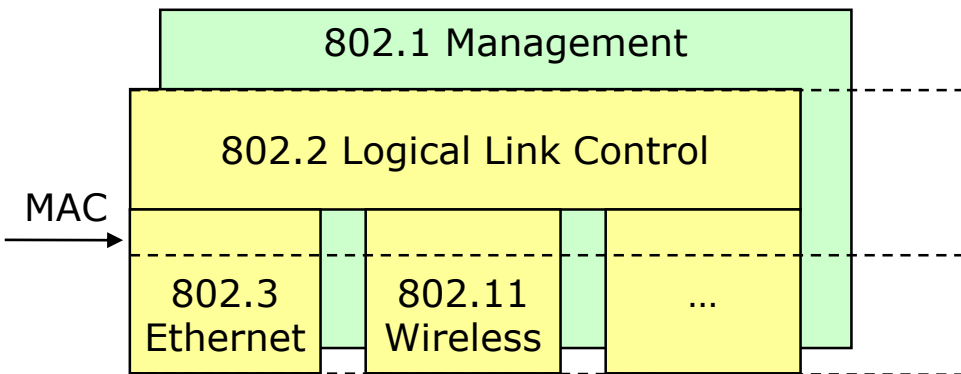 802.1 Management
802.2 Logical Link Control
MAC
802.3
Ethernet
802.11
Wireless
...